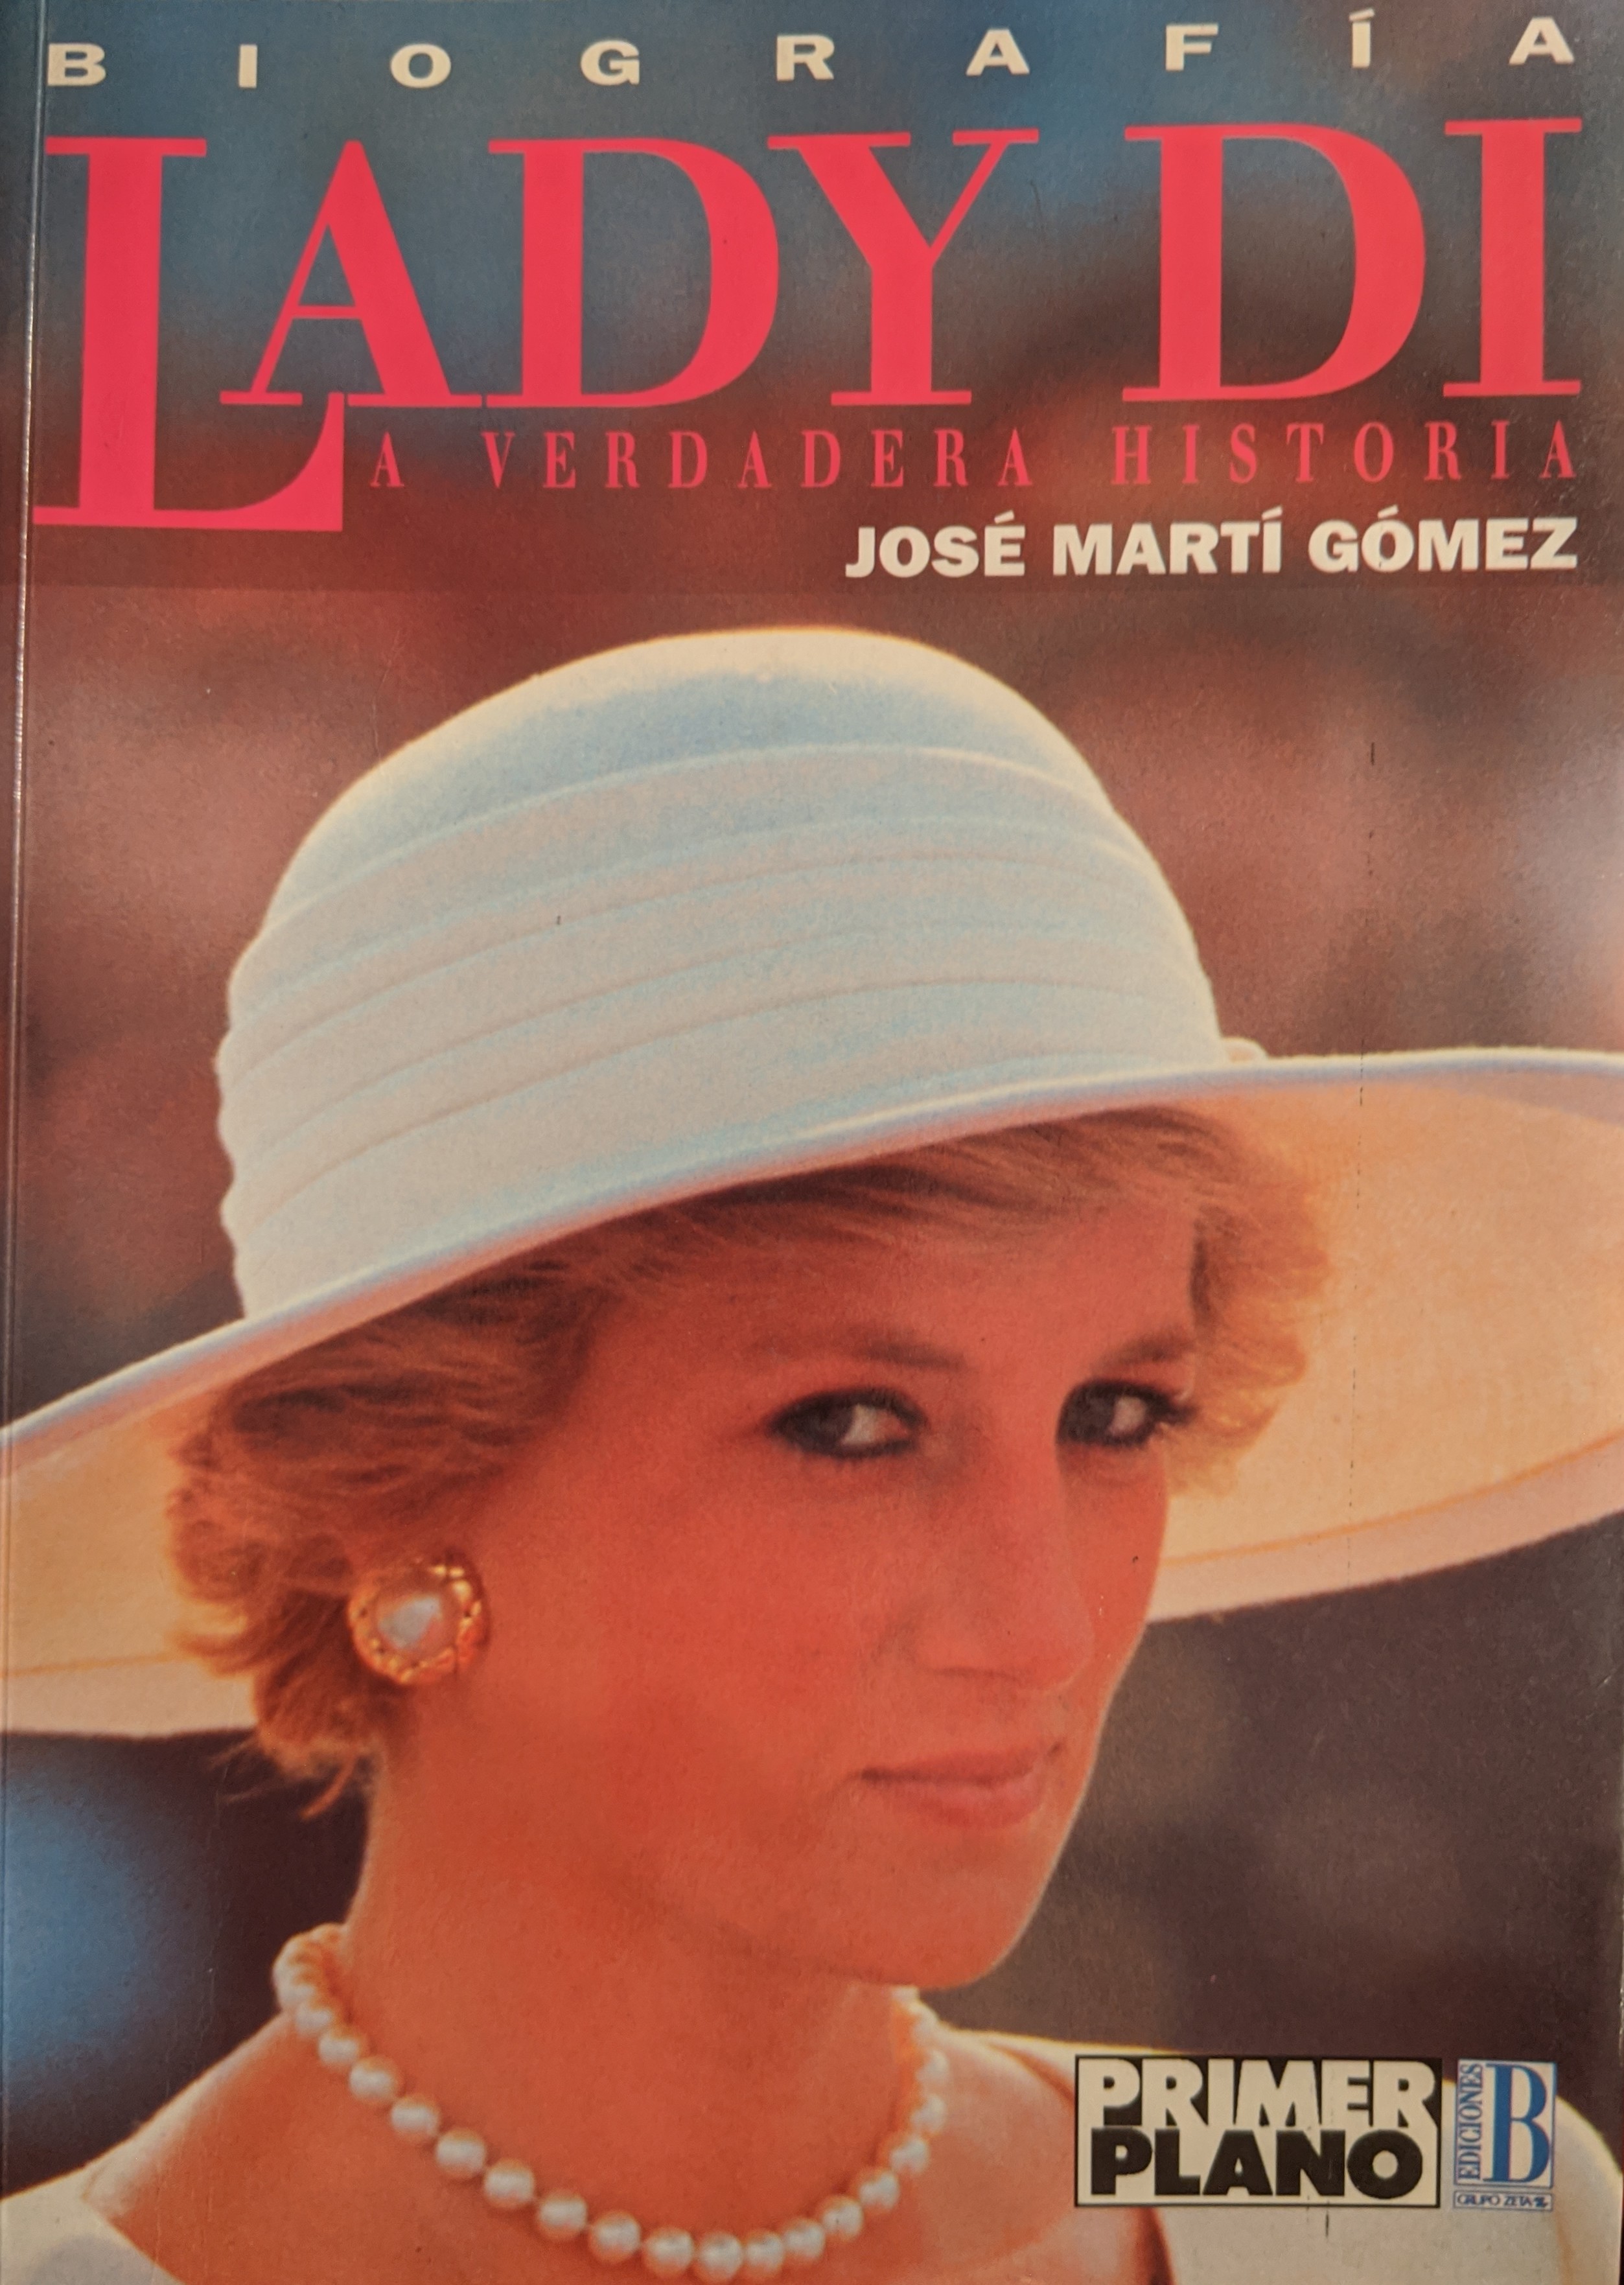 BIOGRAFÍA
LADY DI
LA VERDADERA HISTORIA
JOSÉ MARTÍ GÓMEZ
PRIMER
PLANO
EDICIONES
B
GRUPO ZETA